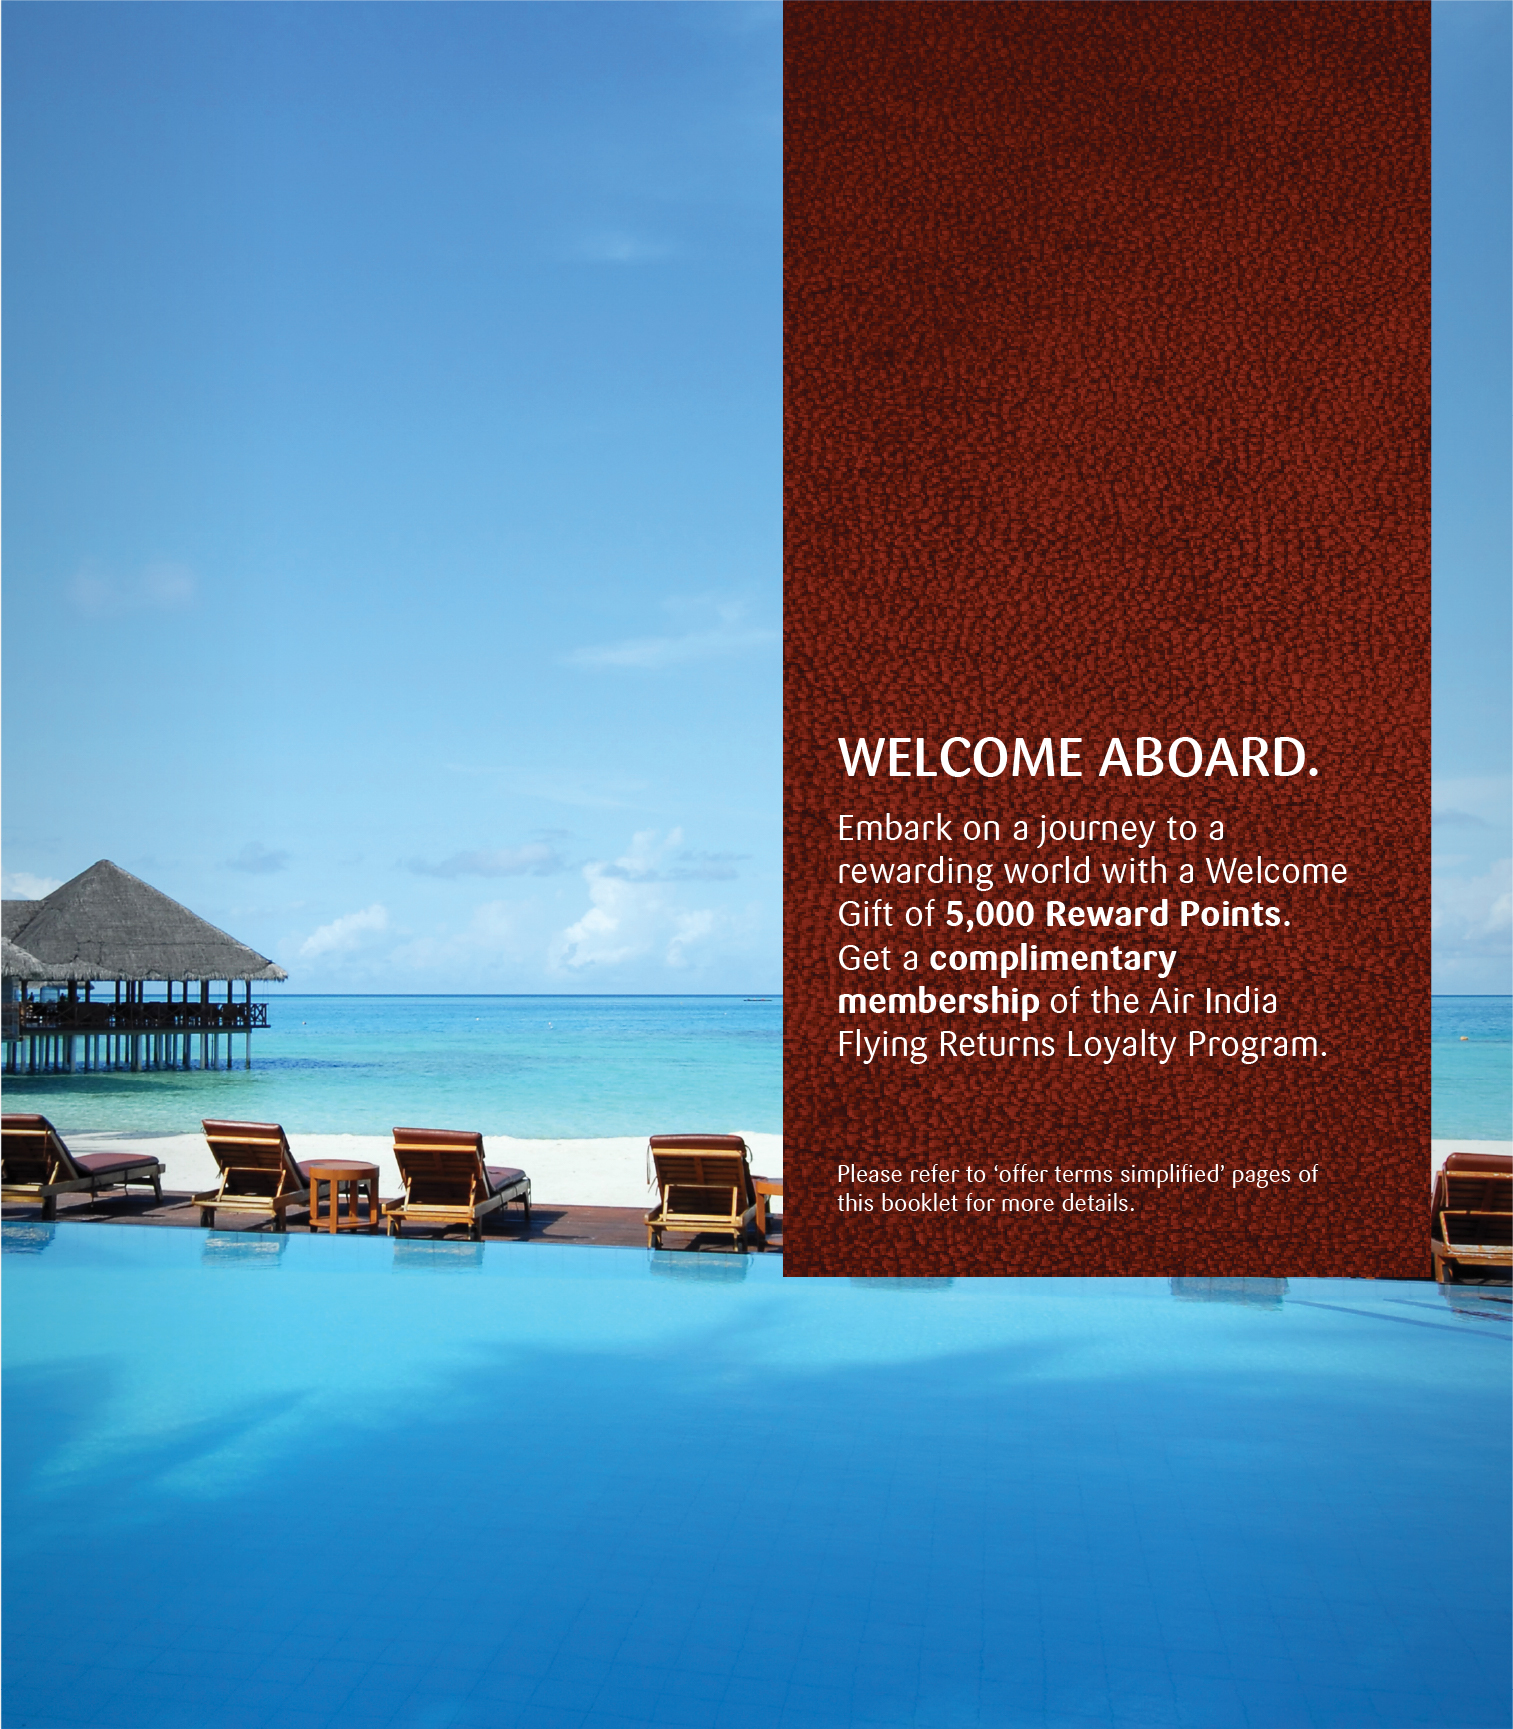 WELCOME ABOARD.
Embark on a journey to a
rewarding world with a Welcome
Gift of 5,000 Reward Points.
Get a complimentary
membership of the Air India
Flying Returns Loyalty Program.
Please refer to ‘offer terms simplified’ pages of
this booklet for more details.